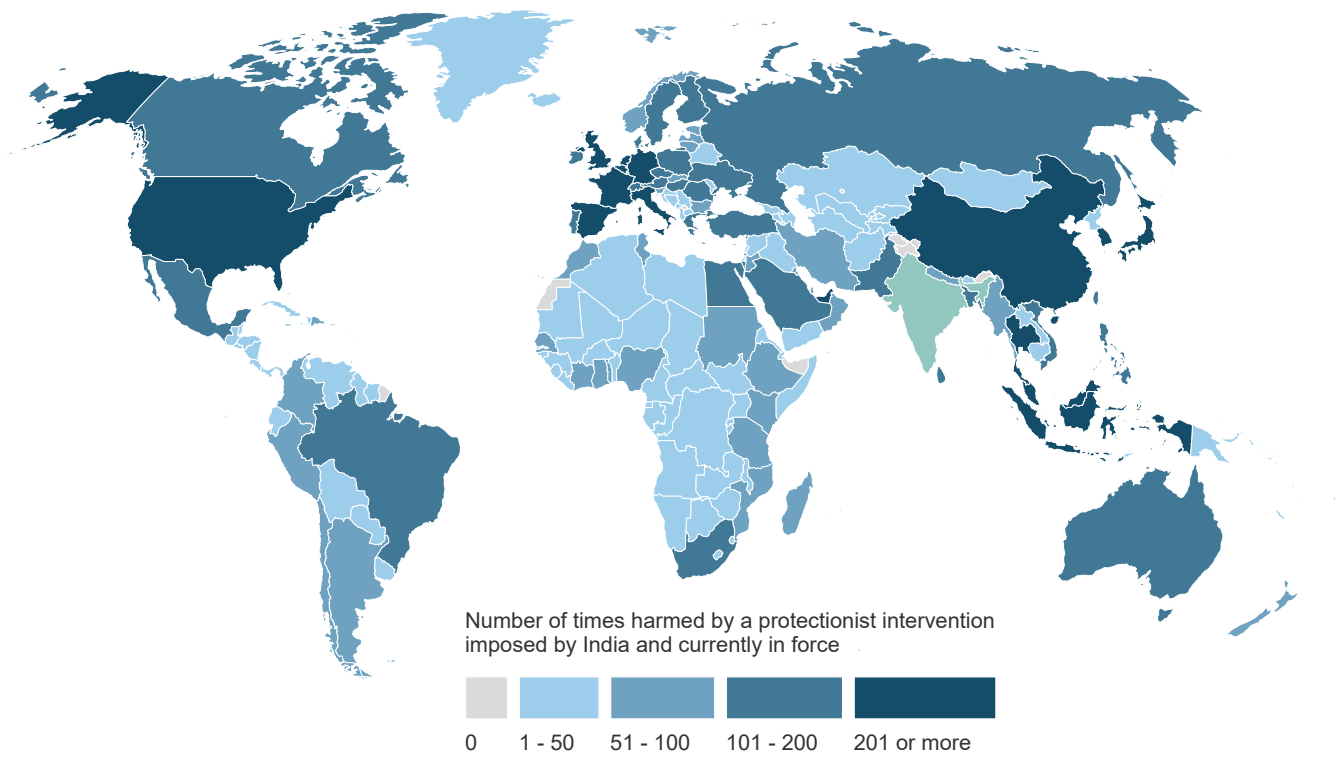 Number of times harmed by a protectionist intervention
imposed by India and currently in force
0
1 - 50
51 - 100
101 - 200
201 or more